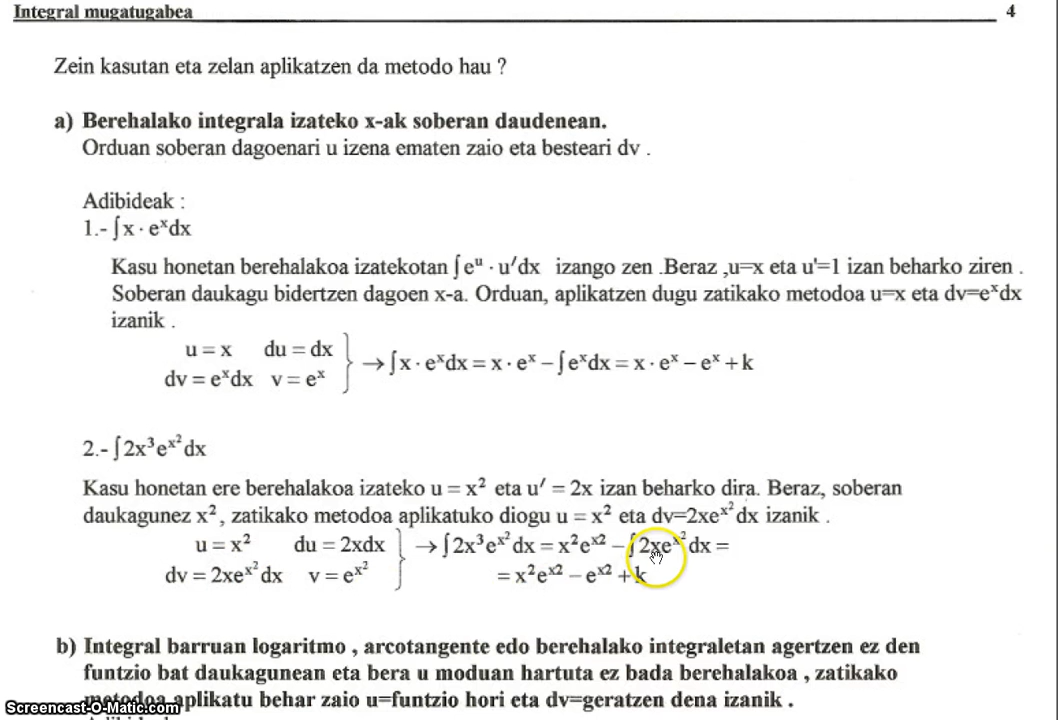 Integral mugatugabea 4
Zein kasutan eta zelan aplikatzen da metodo hau ?
a) Berehalako integrala izateko x-ak soberan daudenean.
Orduan soberan dagoenari u izena ematen zaio eta besteari dv .
Adibideak :
1.- ∫x · eˣdx
Kasu honetan berehalakoa izatekotan ∫eᵘ · u′dx izango zen .Beraz ,u=x eta u'=1 izan beharko ziren .
Soberan daukagu bidertzen dagoen x-a. Orduan, aplikatzen dugu zatikako metodoa u=x eta dv=eˣdx
izanik .
u = x du = dx
dv = eˣdx v = eˣ } → ∫x · eˣdx = x · eˣ − ∫eˣdx = x · eˣ − eˣ + k
2.- ∫2x³e^x² dx
Kasu honetan ere berehalakoa izateko u = x² eta u′ = 2x izan beharko dira. Beraz, soberan
daukagunez x², zatikako metodoa aplikatuko diogu u = x² eta dv=2xe^x² dx izanik .
u = x² du = 2xdx } → ∫2x³e^x² dx = x²e^x2 − ∫2xe^x² dx =
dv = 2xe^x² dx v = e^x² = x²e^x2 − e^x2 + k
b) Integral barruan logaritmo , arcotangente edo berehalako integraletan agertzen ez den
funtzio bat daukagunean eta bera u moduan hartuta ez bada berehalakoa , zatikako
metodoa aplikatu behar zaio u=funtzio hori eta dv=geratzen dena izanik .
Screencast-O-Matic.com